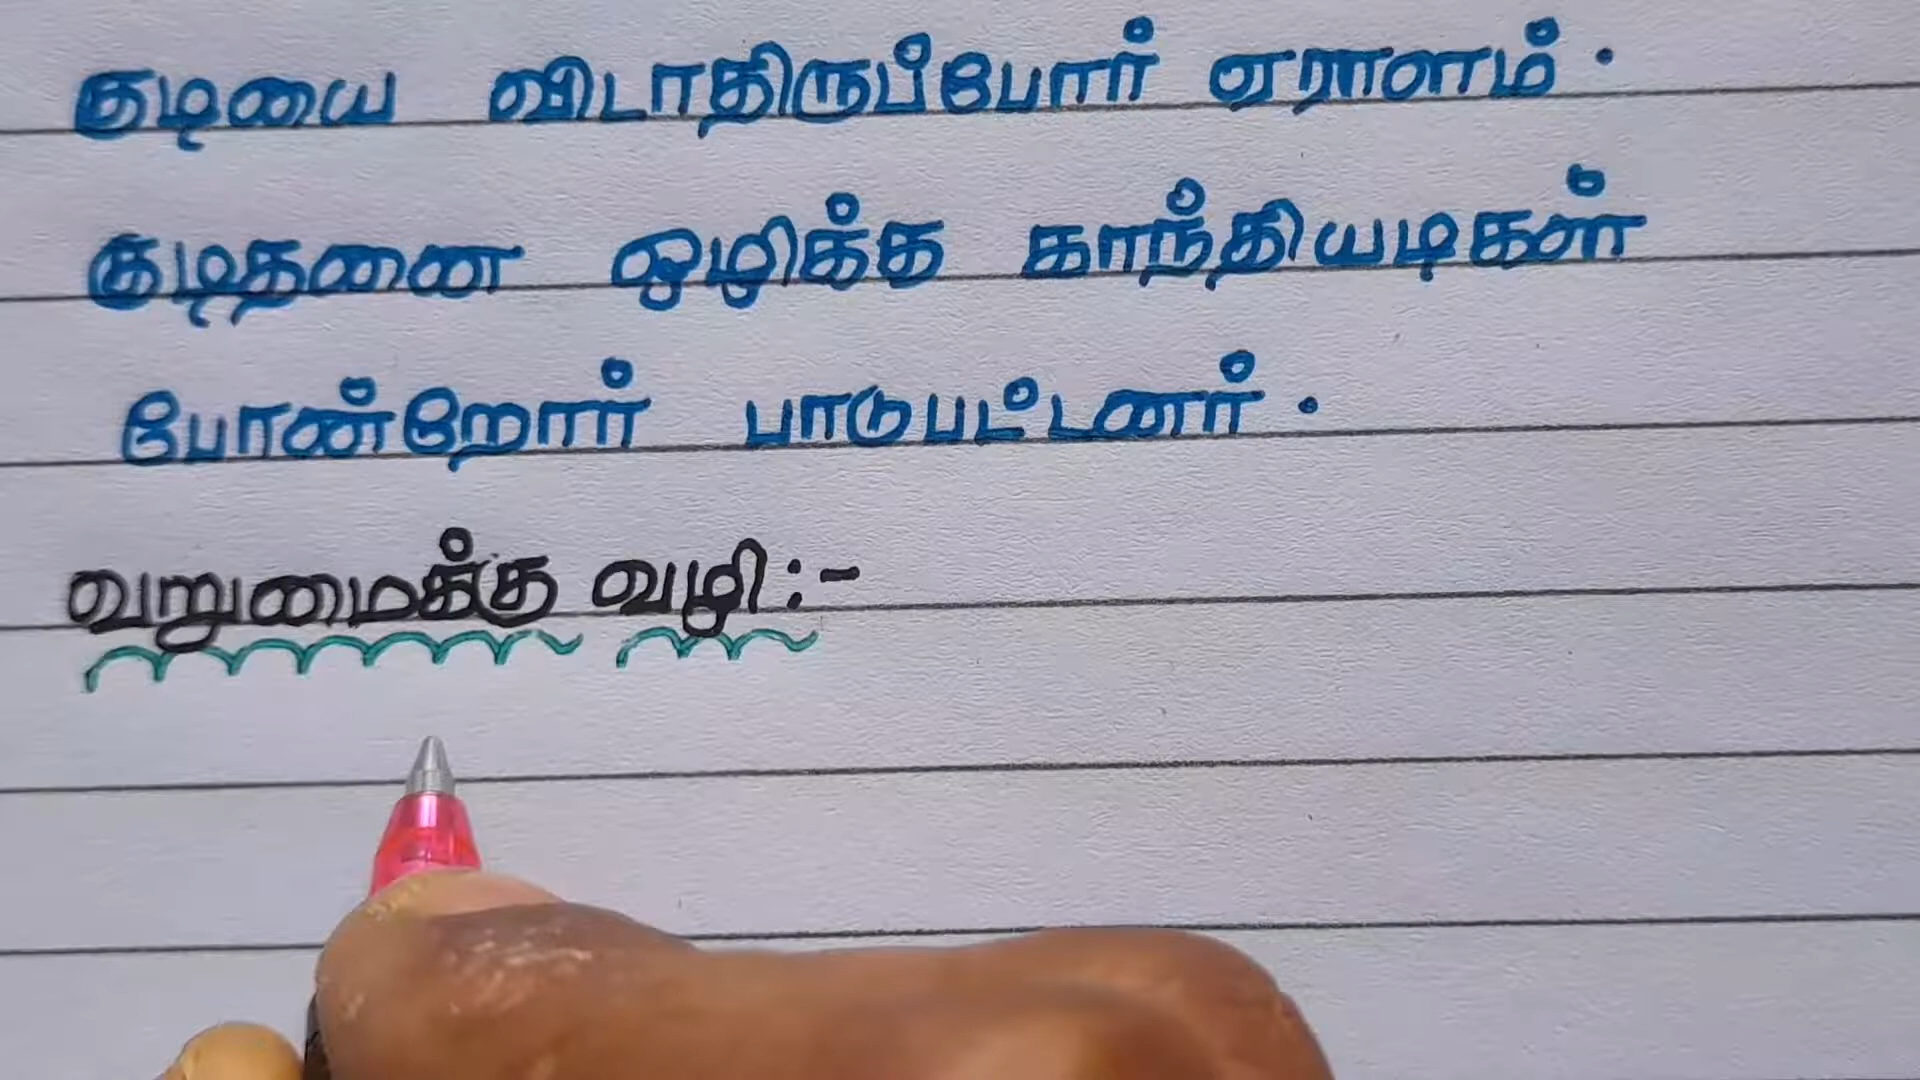 குடியை விடாதிருப்போர் ஏராளம்.
குடிதனை ஒழிக்க காந்தியடிகள்
போன்றோர் பாடுபட்டனர்.
வறுமைக்கு வழி:-